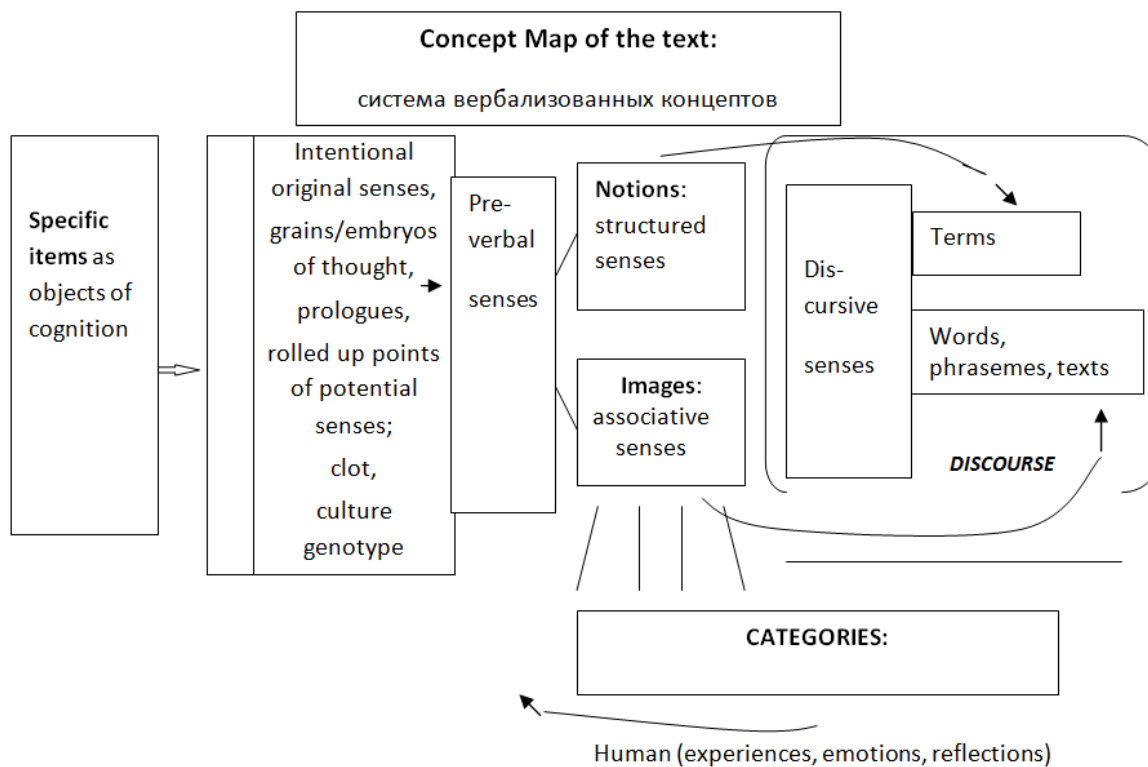 Concept Map of the text:
система вербализованных концептов
Specific
items as
objects of
cognition
Intentional
original senses,
grains/embryos
of thought,
prologues,
rolled up points
of potential
senses;
clot,
culture
genotype
Pre-
verbal
senses
Notions:
structured
senses
Images:
associative
senses
Dis-
cursive
senses
Terms
Words,
phrasemes, texts
DISCOURSE
CATEGORIES:
Human (experiences, emotions, reflections)